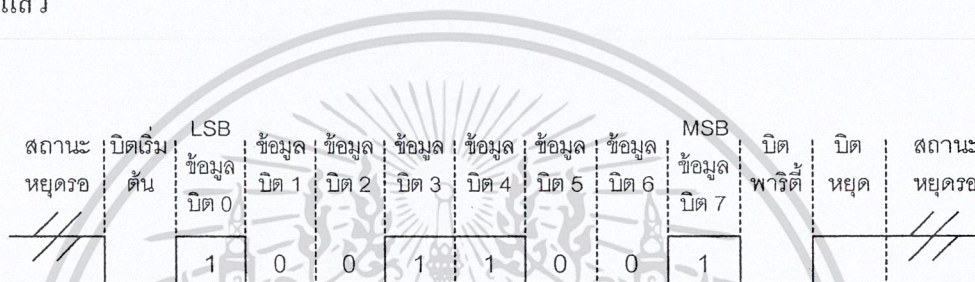 แล้ว
LSB MSB
สถานะ บิตเริ่ม ข้อมูล ข้อมูล ข้อมูล ข้อมูล ข้อมูล ข้อมูล ข้อมูล ข้อมูล บิต บิต สถานะ
หยุดรอ ต้น บิต 0 บิต 1 บิต 2 บิต 3 บิต 4 บิต 5 บิต 6 บิต 7 พาริตี้ หยุด หยุดรอ
1 0 0 1 1 0 0 1